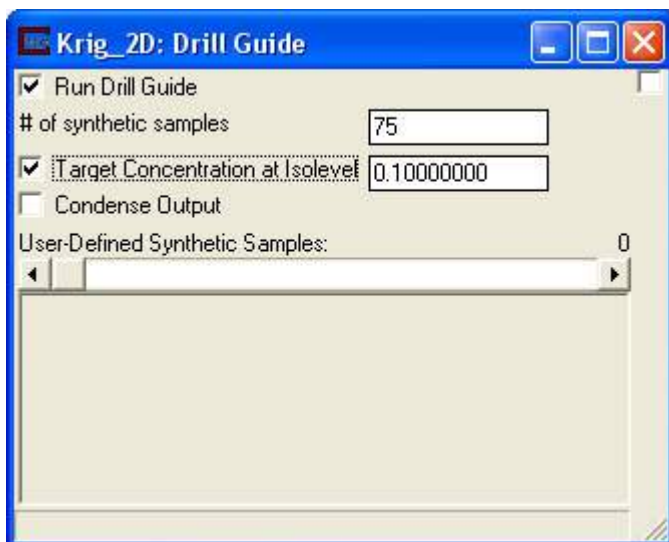 Krig_2D: Drill Guide
Run Drill Guide
# of synthetic samples 75
Target Concentration at Isolevel 0.10000000
Condense Output
User-Defined Synthetic Samples: 0